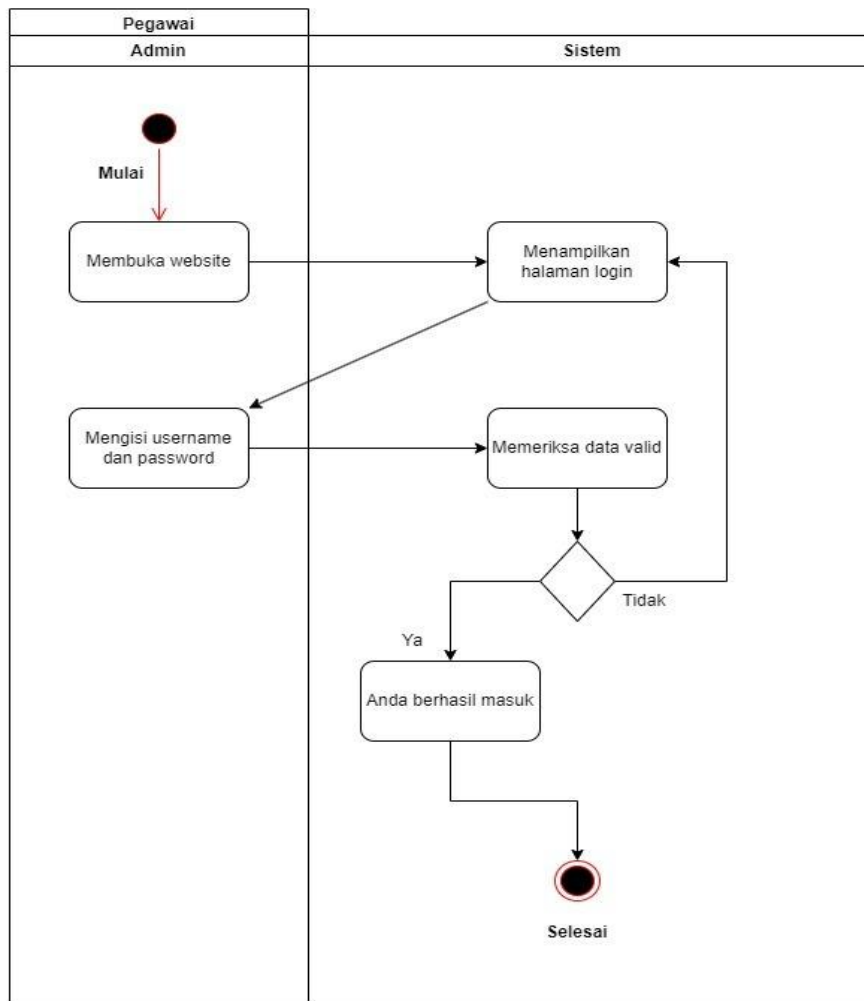 Pegawai
Admin
Sistem
Mulai
Membuka website
Menampilkan
halaman login
Mengisi username
dan password
Memeriksa data valid
Tidak
Ya
Anda berhasil masuk
Selesai